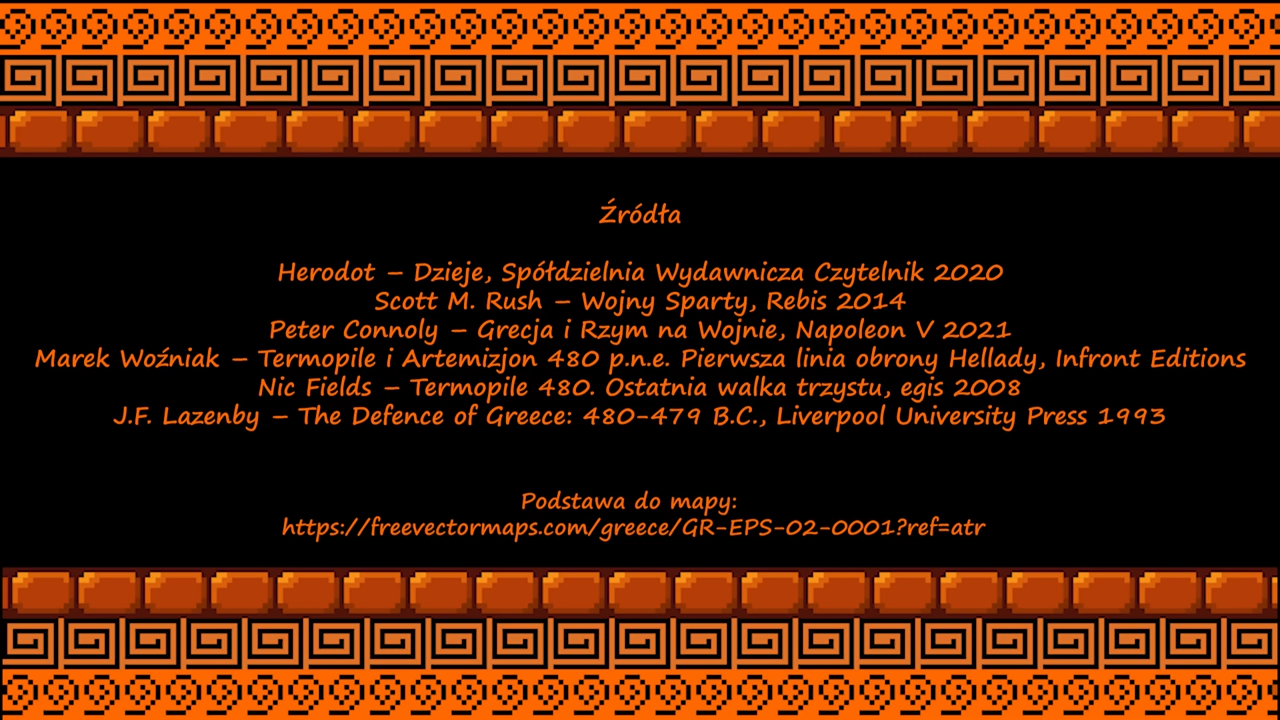 Źródła
Herodot – Dzieje, Spółdzielnia Wydawnicza Czytelnik 2020
Scott M. Rush – Wojny Sparty, Rebis 2014
Peter Connoly – Grecja i Rzym na Wojnie, Napoleon V 2021
Marek Woźniak – Termopile i Artemizjon 480 p.n.e. Pierwsza linia obrony Hellady, Infront Editions
Nic Fields – Termopile 480. Ostatnia walka trzystu, egis 2008
J.F. Lazenby – The Defence of Greece: 480-479 B.C., Liverpool University Press 1993
Podstawa do mapy:
https://freevectormaps.com/greece/GR-EPS-02-0001?ref=atr